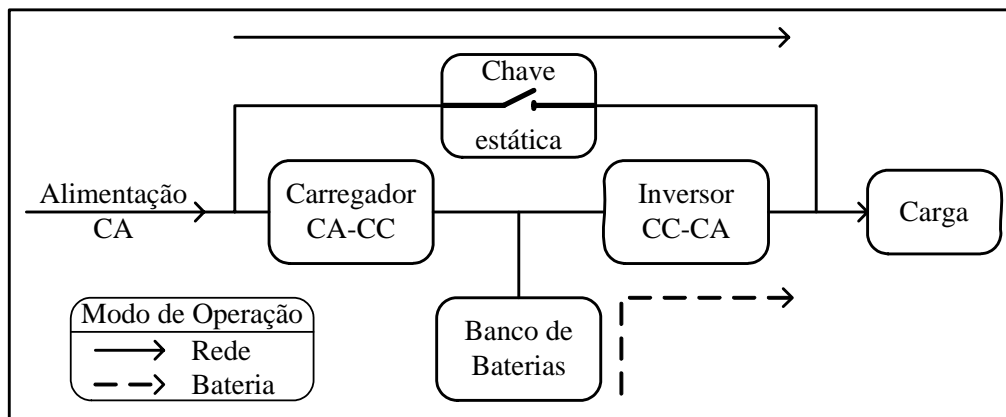 Chave
estática
Alimentação
CA
Carregador
CA-CC
Inversor
CC-CA
Carga
Banco de
Baterias
Modo de Operação
Rede
Bateria